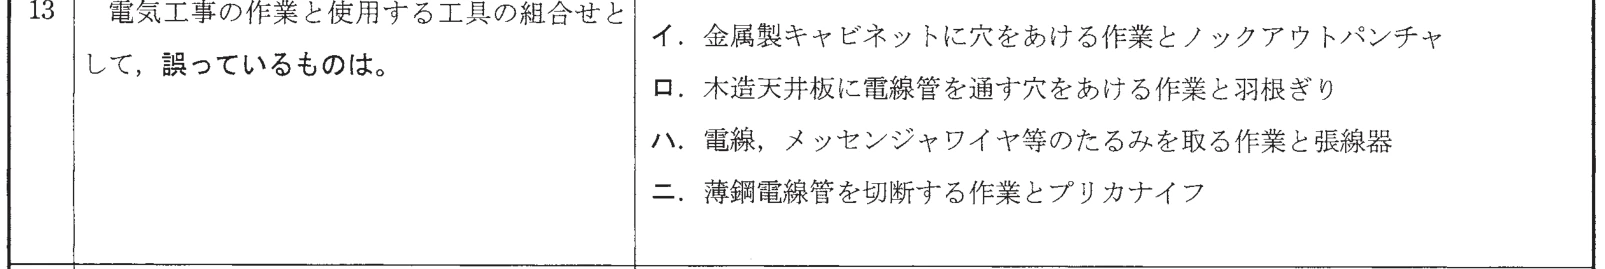 13 電気工事の作業と使用する工具の組合せと
して，誤っているものは。
イ．金属製キャビネットに穴をあける作業とノックアウトパンチャ
ロ．木造天井板に電線管を通す穴をあける作業と羽根ぎり
ハ．電線，メッセンジャワイヤ等のたるみを取る作業と張線器
ニ．薄鋼電線管を切断する作業とプリカナイフ